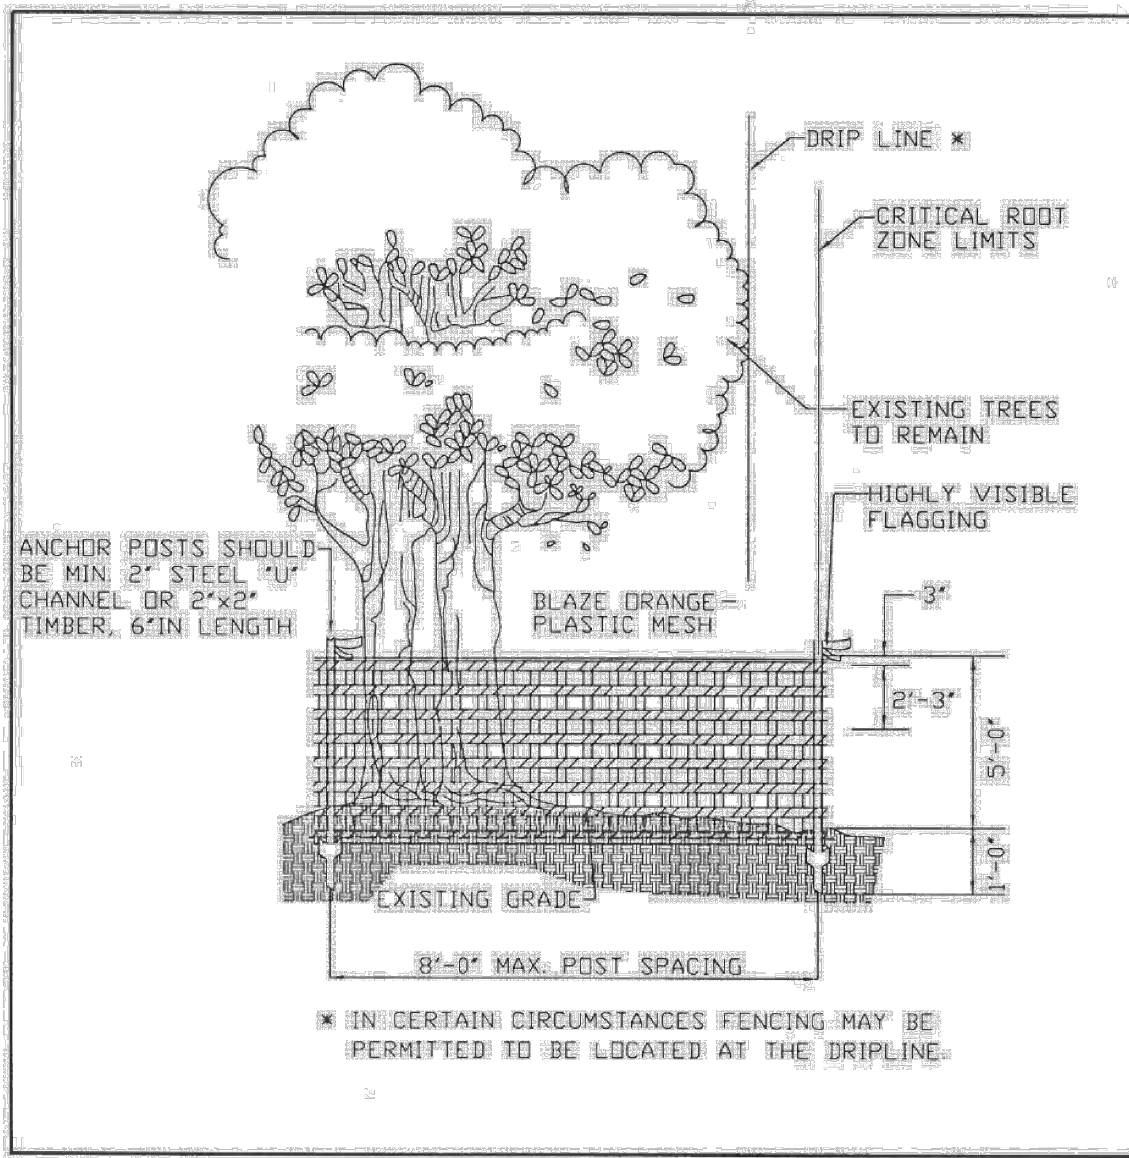 DRIP LINE *
CRITICAL ROOT
ZONE LIMITS
EXISTING TREES
TO REMAIN
HIGHLY VISIBLE
FLAGGING
ANCHOR POSTS SHOULD
BE MIN. 2" STEEL "U"
CHANNEL OR 2"x2"
TIMBER, 6" IN LENGTH
BLAZE ORANGE
PLASTIC MESH
3"
2'-3"
5'-0"
1'-0"
EXISTING GRADE
8'-0" MAX. POST SPACING
* IN CERTAIN CIRCUMSTANCES FENCING MAY BE
PERMITTED TO BE LOCATED AT THE DRIPLINE.